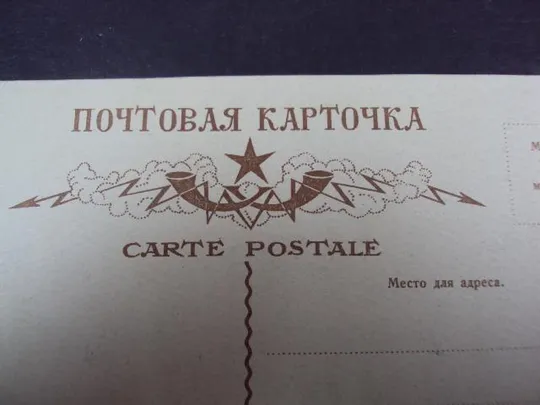 ПОЧТОВАЯ КАРТОЧКА
CARTE POSTALE
Место для адреса.